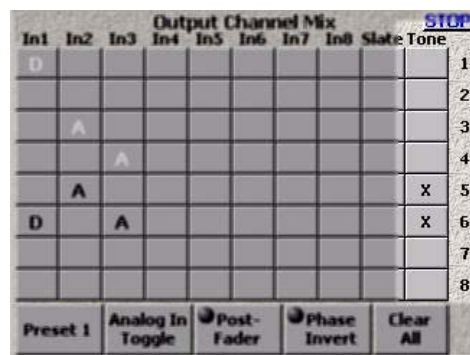 Output Channel Mix STOP
In1 In2 In3 In4 In5 In6 In7 In8 Slate Tone
D 1
2
A 3
A 4
A X 5
D A X 6
7
8
Preset 1 Analog In Toggle Post-Fader Phase Invert Clear All